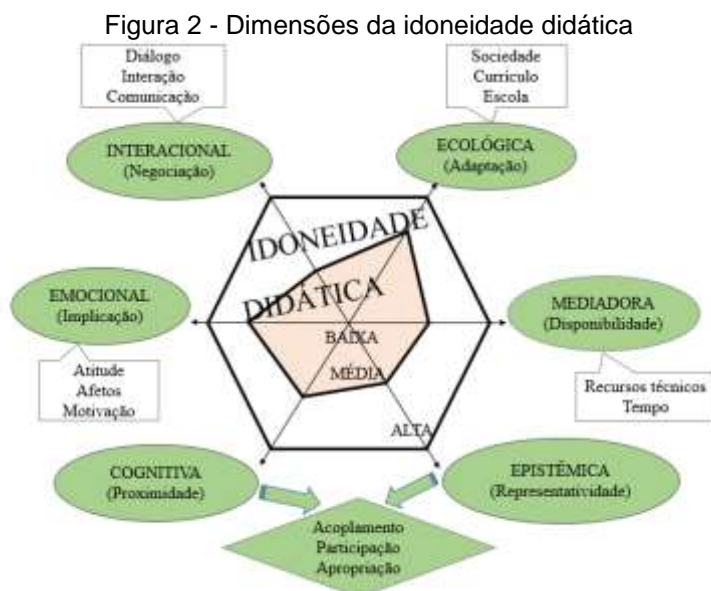 Figura 2 - Dimensões da idoneidade didática
Diálogo
Interação
Comunicação
Sociedade
Currículo
Escola
INTERACIONAL
(Negociação)
ECOLÓGICA
(Adaptação)
IDONEIDADE
DIDÁTICA
EMOCIONAL
(Implicação)
MEDIADORA
(Disponibilidade)
BAIXA
MÉDIA
ALTA
Atitude
Afetos
Motivação
Recursos técnicos
Tempo
COGNITIVA
(Proximidade)
EPISTÊMICA
(Representatividade)
Acoplamento
Participação
Apropriação